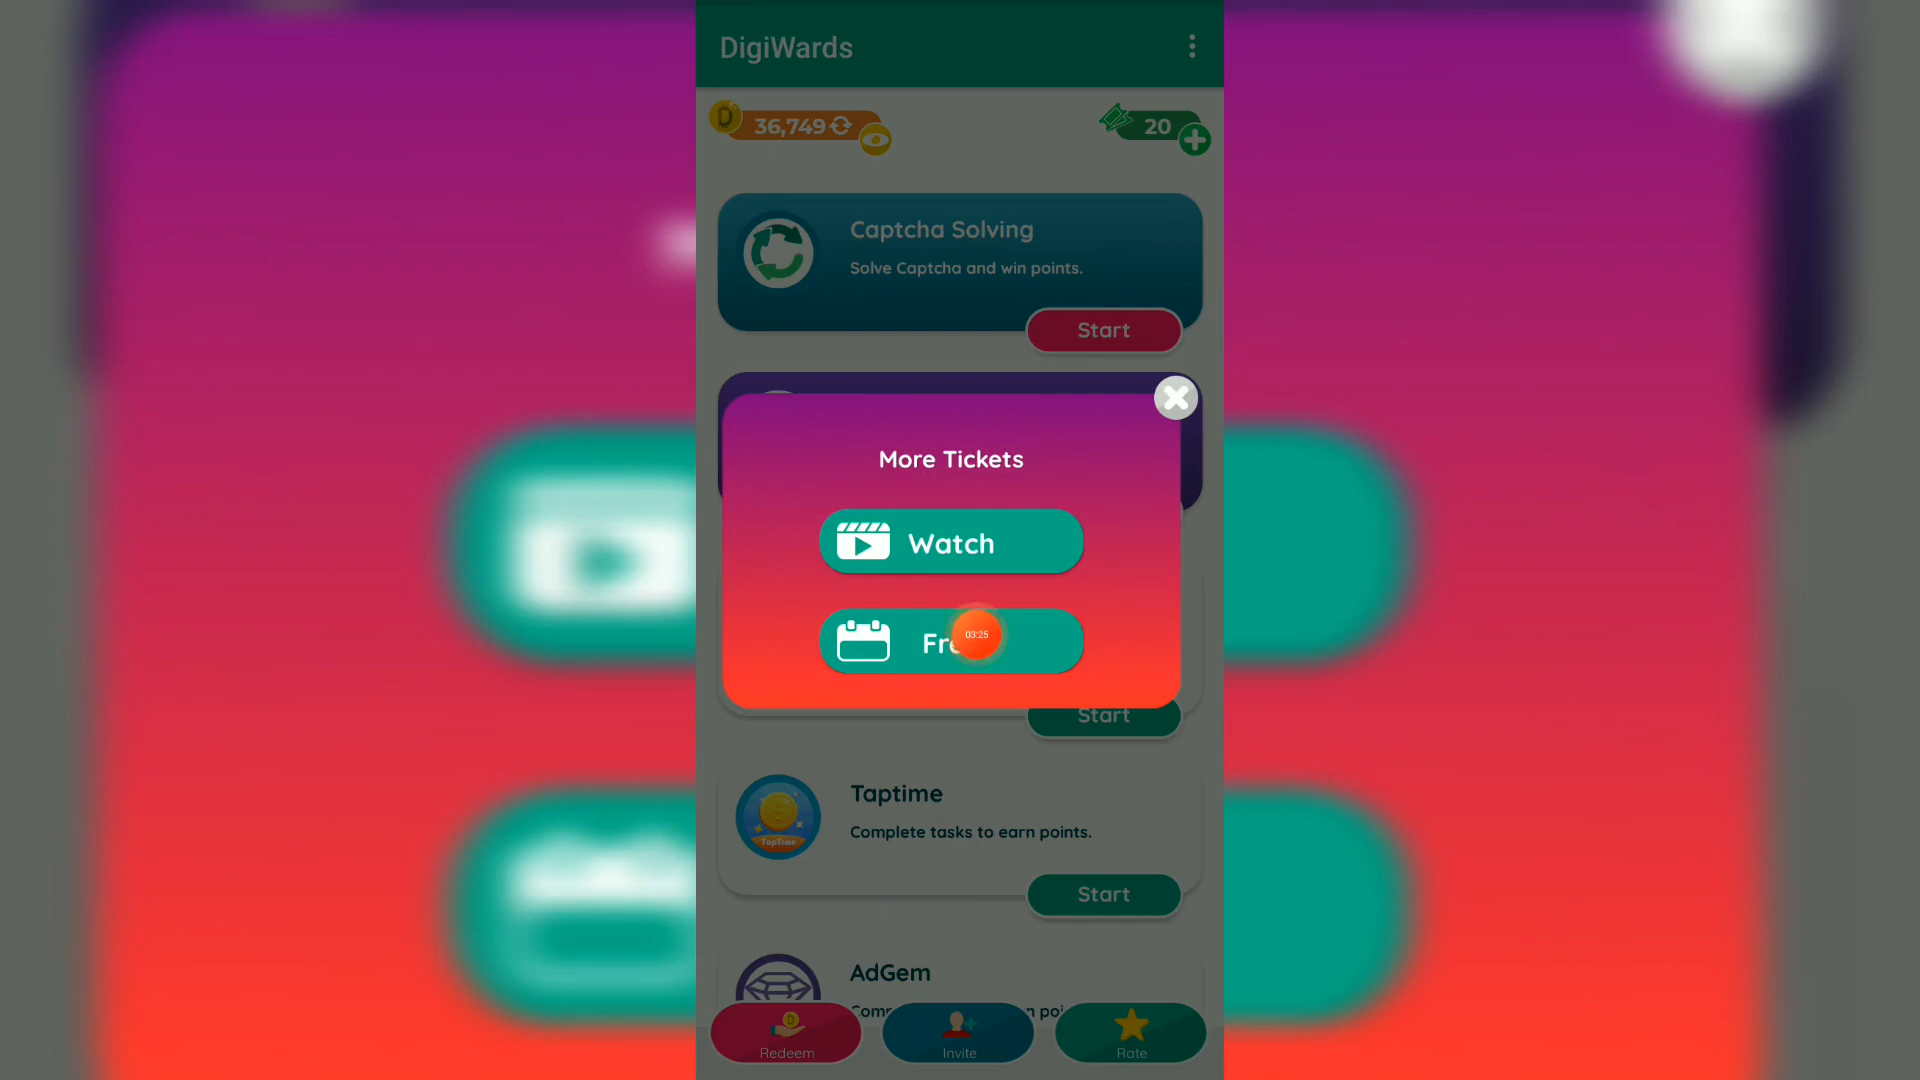 DigiWards
36,749
20
Captcha Solving
Solve Captcha and win points.
Start
More Tickets
Watch
03:25
Start
Taptime
Complete tasks to earn points.
TapTime
Start
AdGem
Redeem
Invite
Rate